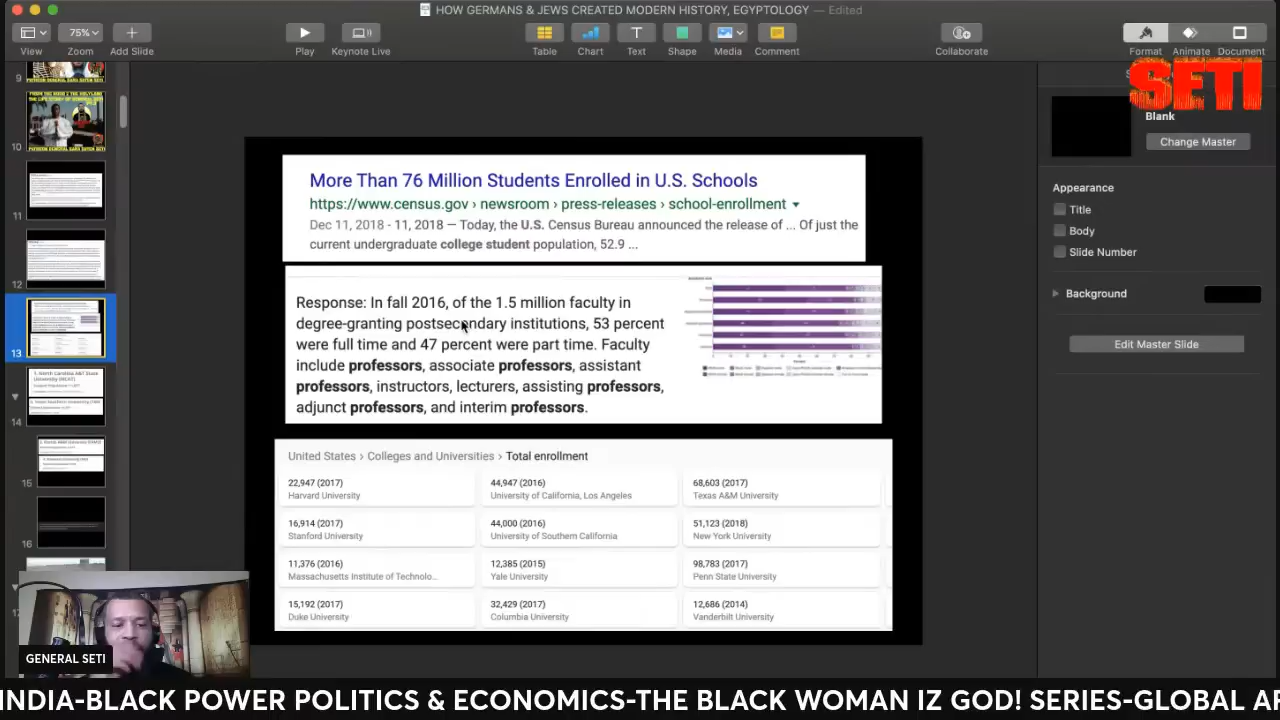 HOW GERMANS & JEWS CREATED MODERN HISTORY, EGYPTOLOGY — Edited
75%
View Zoom Add Slide Play Keynote Live Table Chart Text Shape Media Comment Collaborate Format Animate Document
SETI
Blank
Change Master
Appearance
Title
Body
Slide Number
Background
Edit Master Slide
9
10
11
12
13
14
15
16
More Than 76 Million Students Enrolled in U.S. Schools
https://www.census.gov › newsroom › press-releases › school-enrollment
Dec 11, 2018 - 11, 2018 — Today, the U.S. Census Bureau announced the release of ... Of just the
current undergraduate college student population, 52.9 ...
Response: In fall 2016, of the 1.5 million faculty in
degree-granting postsecondary institutions, 53 percent
were full time and 47 percent were part time. Faculty
include professors, associate professors, assistant
professors, instructors, lecturers, assisting professors,
adjunct professors, and interim professors.
United States › Colleges and Universities › Total enrollment
22,947 (2017) 44,947 (2016) 68,603 (2017)
Harvard University University of California, Los Angeles Texas A&M University
16,914 (2017) 44,000 (2016) 51,123 (2018)
Stanford University University of Southern California New York University
11,376 (2016) 12,385 (2015) 98,783 (2017)
Massachusetts Institute of Technolo... Yale University Penn State University
15,192 (2017) 32,429 (2017) 12,686 (2014)
Duke University Columbia University Vanderbilt University
GENERAL SETI
INDIA-BLACK POWER POLITICS & ECONOMICS-THE BLACK WOMAN IZ GOD! SERIES-GLOBAL